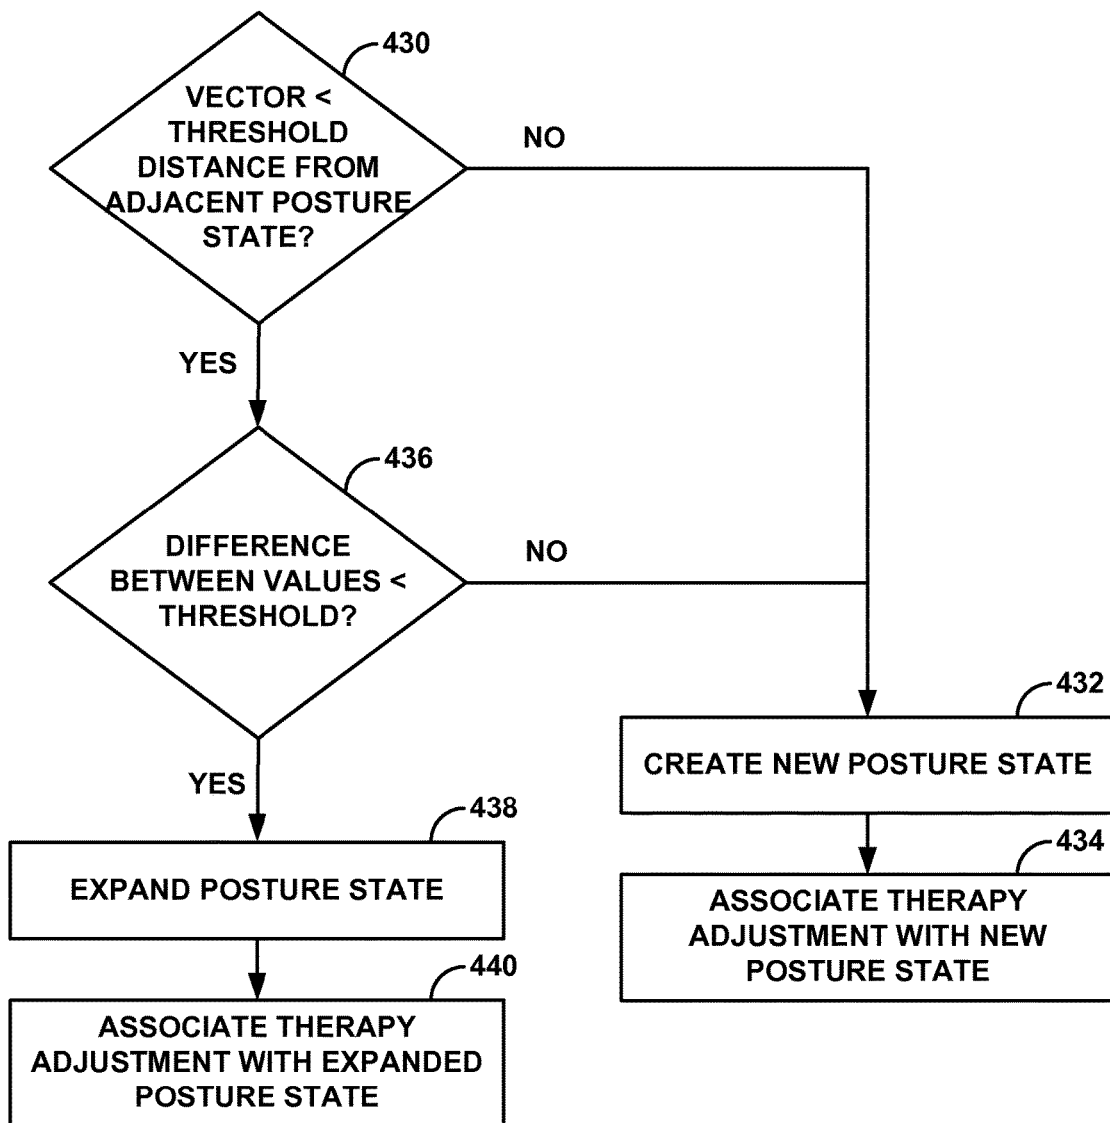 430
VECTOR <
THRESHOLD
DISTANCE FROM
ADJACENT POSTURE
STATE?
NO
YES
436
DIFFERENCE
BETWEEN VALUES <
THRESHOLD?
NO
YES
432
CREATE NEW POSTURE STATE
434
ASSOCIATE THERAPY
ADJUSTMENT WITH NEW
POSTURE STATE
438
EXPAND POSTURE STATE
440
ASSOCIATE THERAPY
ADJUSTMENT WITH EXPANDED
POSTURE STATE